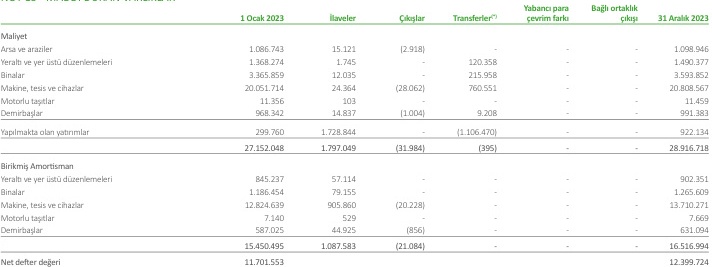 Yabancı para Bağlı ortaklık
1 Ocak 2023 İlaveler Çıkışlar Transferler(*) çevrim farkı çıkışı 31 Aralık 2023
Maliyet
Arsa ve araziler 1.086.743 15.121 (2.918) - - - 1.098.946
Yeraltı ve yer üstü düzenlemeleri 1.368.274 1.745 - 120.358 - - 1.490.377
Binalar 3.365.859 12.035 - 215.958 - - 3.593.852
Makine, tesis ve cihazlar 20.051.714 24.364 (28.062) 760.551 - - 20.808.567
Motorlu taşıtlar 11.356 103 - - - - 11.459
Demirbaşlar 968.342 14.837 (1.004) 9.208 - - 991.383
Yapılmakta olan yatırımlar 299.760 1.728.844 - (1.106.470) - - 922.134
27.152.048 1.797.049 (31.984) (395) - - 28.916.718
Birikmiş Amortisman
Yeraltı ve yer üstü düzenlemeleri 845.237 57.114 - - - - 902.351
Binalar 1.186.454 79.155 - - - - 1.265.609
Makine, tesis ve cihazlar 12.824.639 905.860 (20.228) - - - 13.710.271
Motorlu taşıtlar 7.140 529 - - - - 7.669
Demirbaşlar 587.025 44.925 (856) - - - 631.094
15.450.495 1.087.583 (21.084) - - - 16.516.994
Net defter değeri 11.701.553 12.399.724